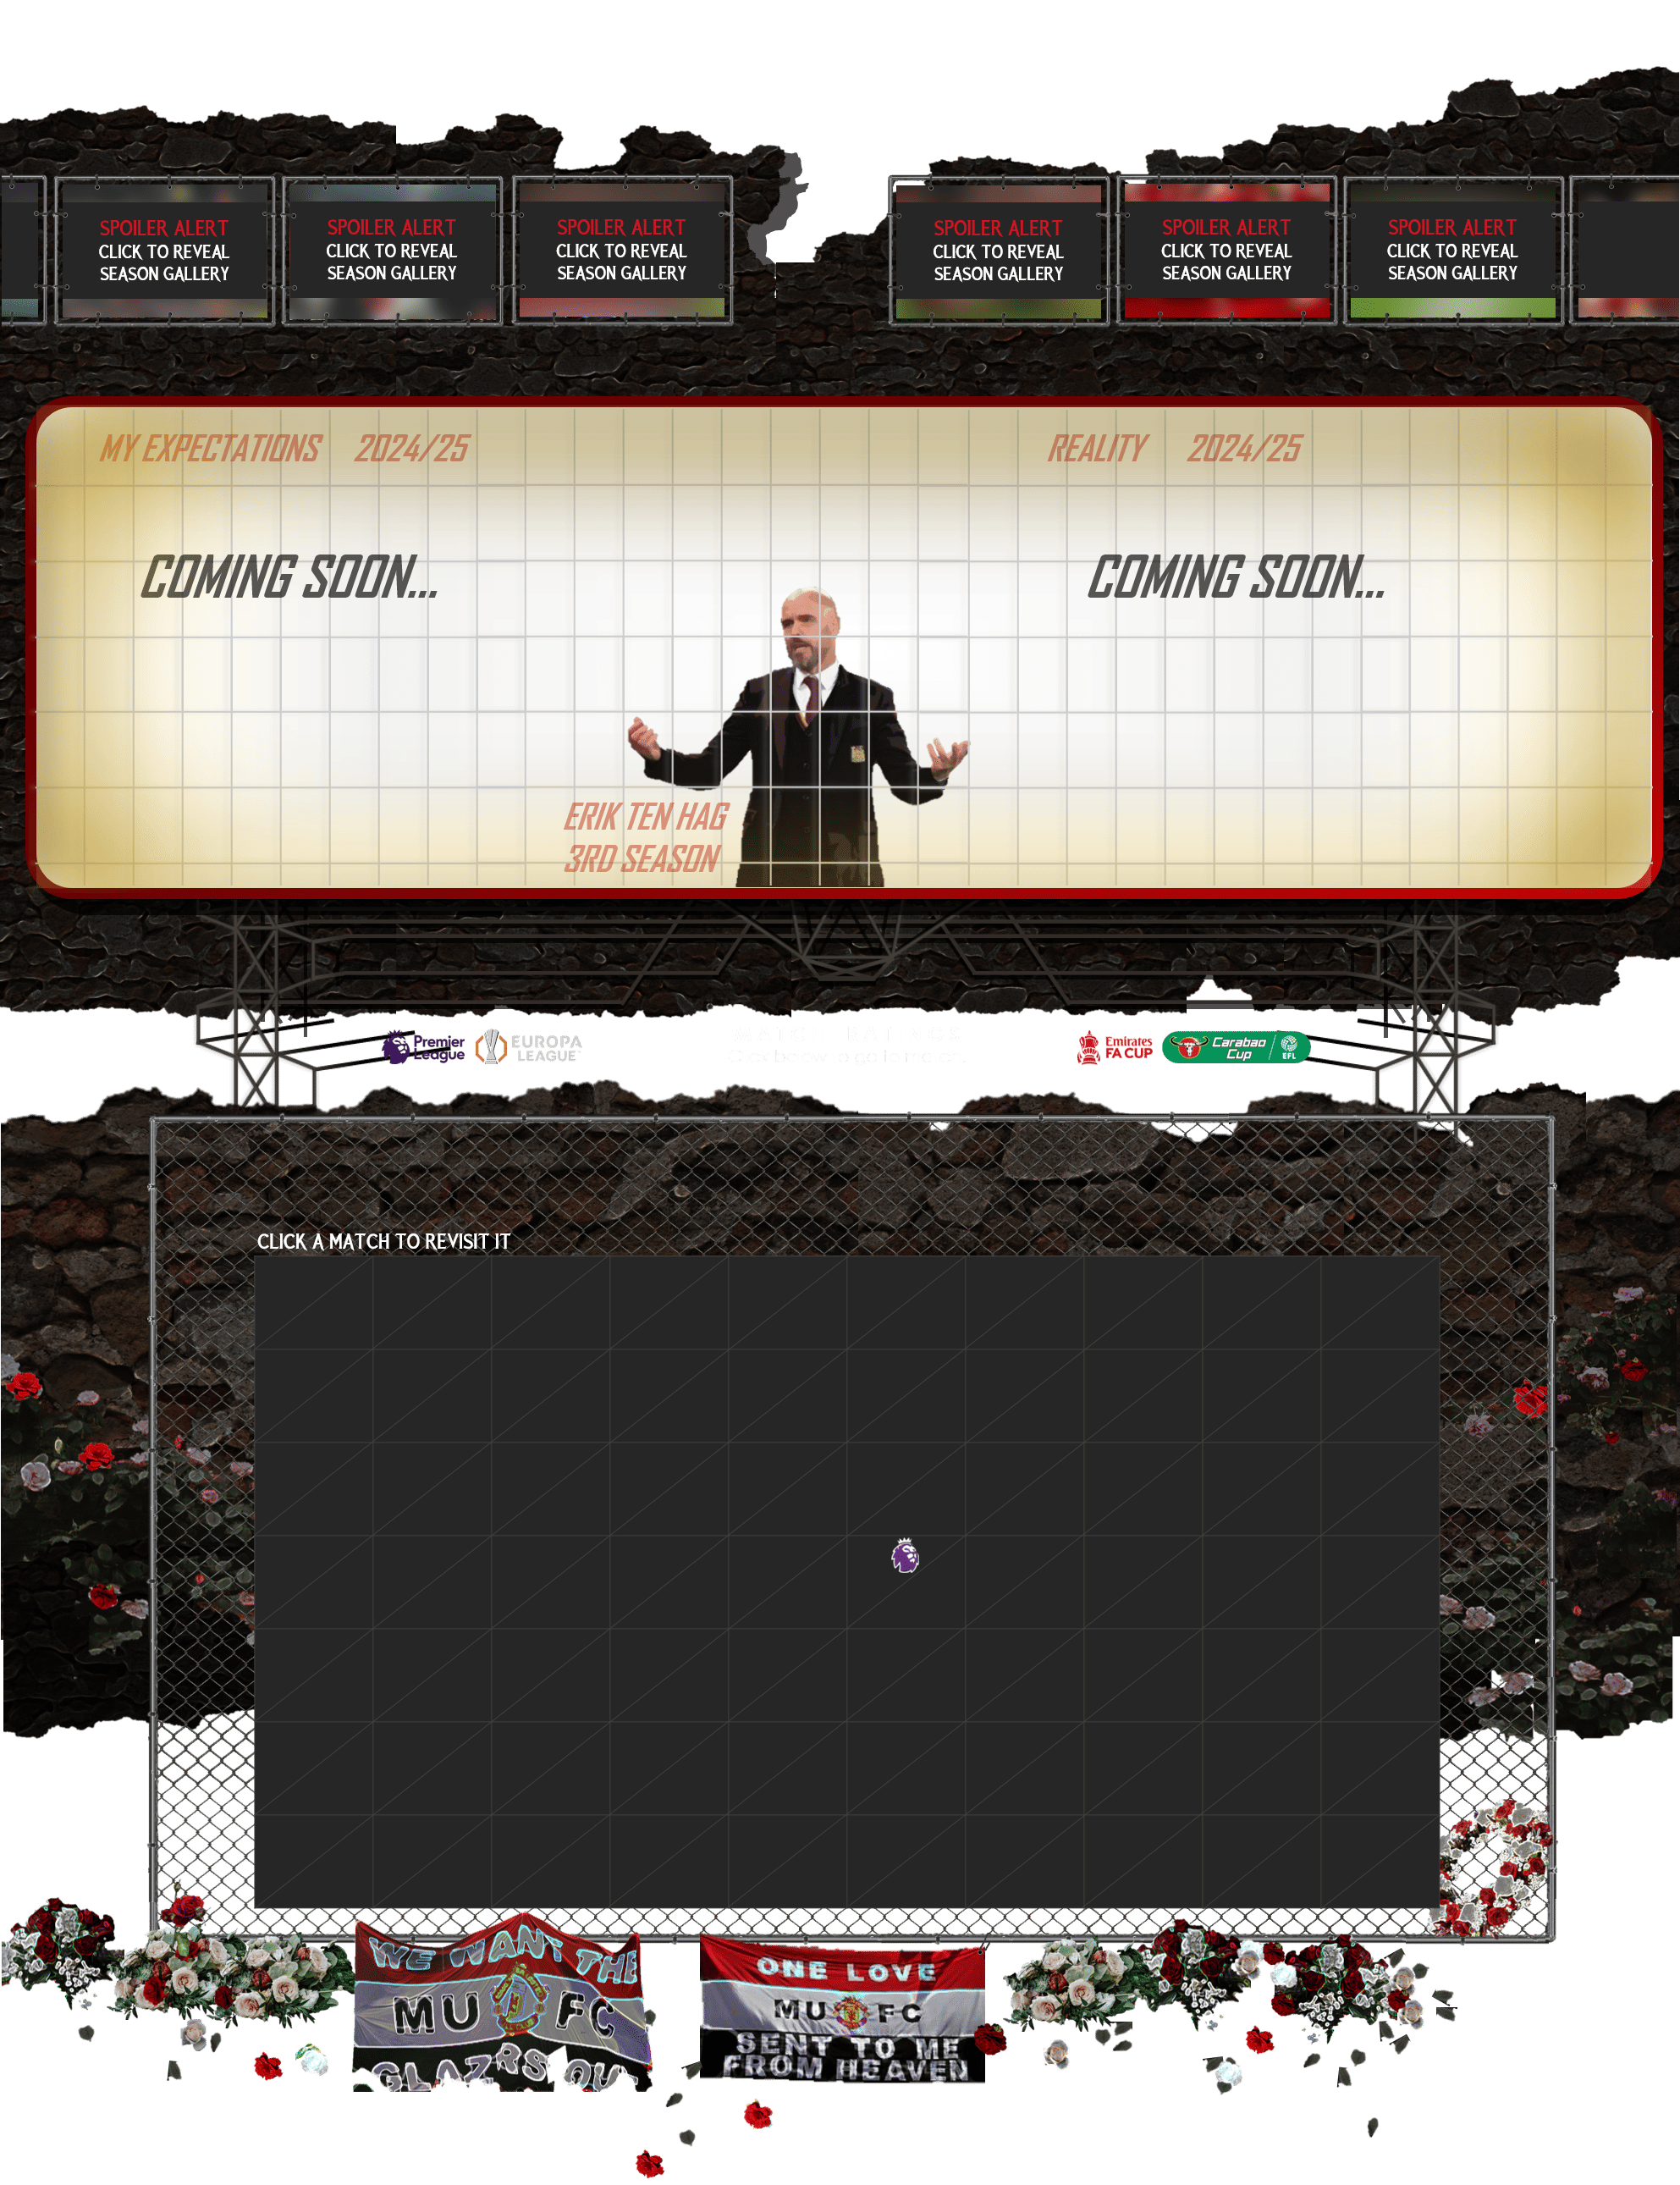 SPOILER ALERT
CLICK TO REVEAL
SEASON GALLERY
SPOILER ALERT
CLICK TO REVEAL
SEASON GALLERY
SPOILER ALERT
CLICK TO REVEAL
SEASON GALLERY
SPOILER ALERT
CLICK TO REVEAL
SEASON GALLERY
SPOILER ALERT
CLICK TO REVEAL
SEASON GALLERY
SPOILER ALERT
CLICK TO REVEAL
SEASON GALLERY
MY EXPECTATIONS 2024/25
REALITY 2024/25
COMING SOON...
COMING SOON...
ERIK TEN HAG
3RD SEASON
Premier
League
EUROPA
LEAGUE
Emirates
FA CUP
Carabao
Cup
EFL
CLICK A MATCH TO REVISIT IT
WE WANT THE
MU FC
GLAZRS OU
ONE LOVE
MU FC
SENT TO ME
FROM HEAVEN